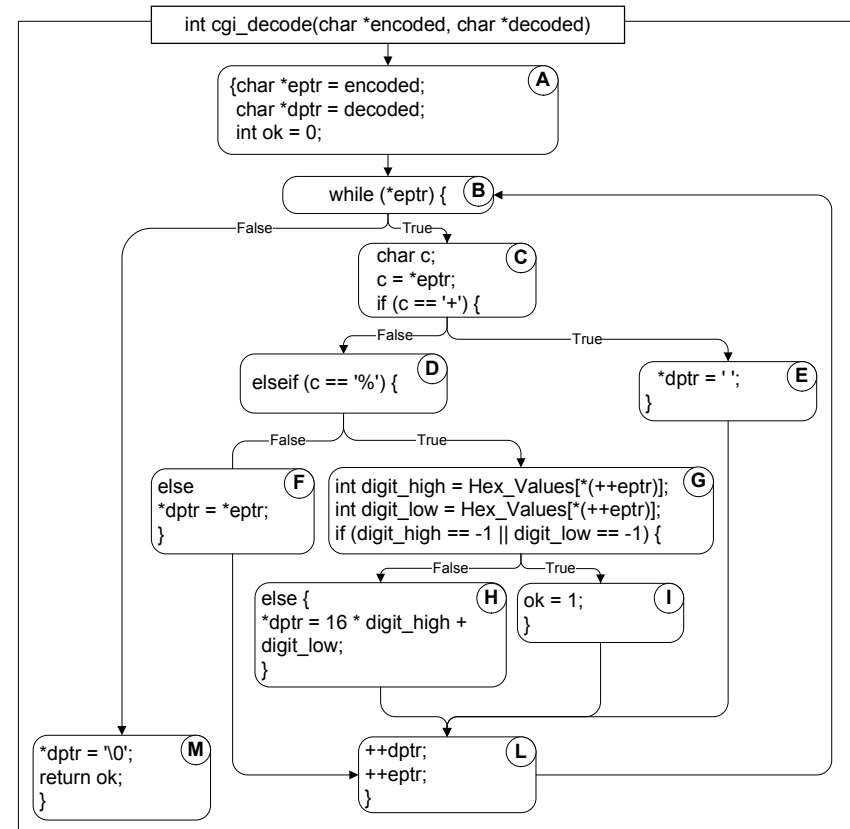 int cgi_decode(char *encoded, char *decoded)
A
{char *eptr = encoded;
char *dptr = decoded;
int ok = 0;
while (*eptr) {
B
False
True
char c;
c = *eptr;
if (c == '+') {
C
False
True
elseif (c == '%') {
D
*dptr = ' ';
}
E
False
True
else
*dptr = *eptr;
}
F
int digit_high = Hex_Values[*(++eptr)];
int digit_low = Hex_Values[*(++eptr)];
if (digit_high == -1 || digit_low == -1) {
G
False
True
else {
*dptr = 16 * digit_high +
digit_low;
}
H
ok = 1;
}
I
*dptr = '\0';
return ok;
}
M
++dptr;
++eptr;
}
L